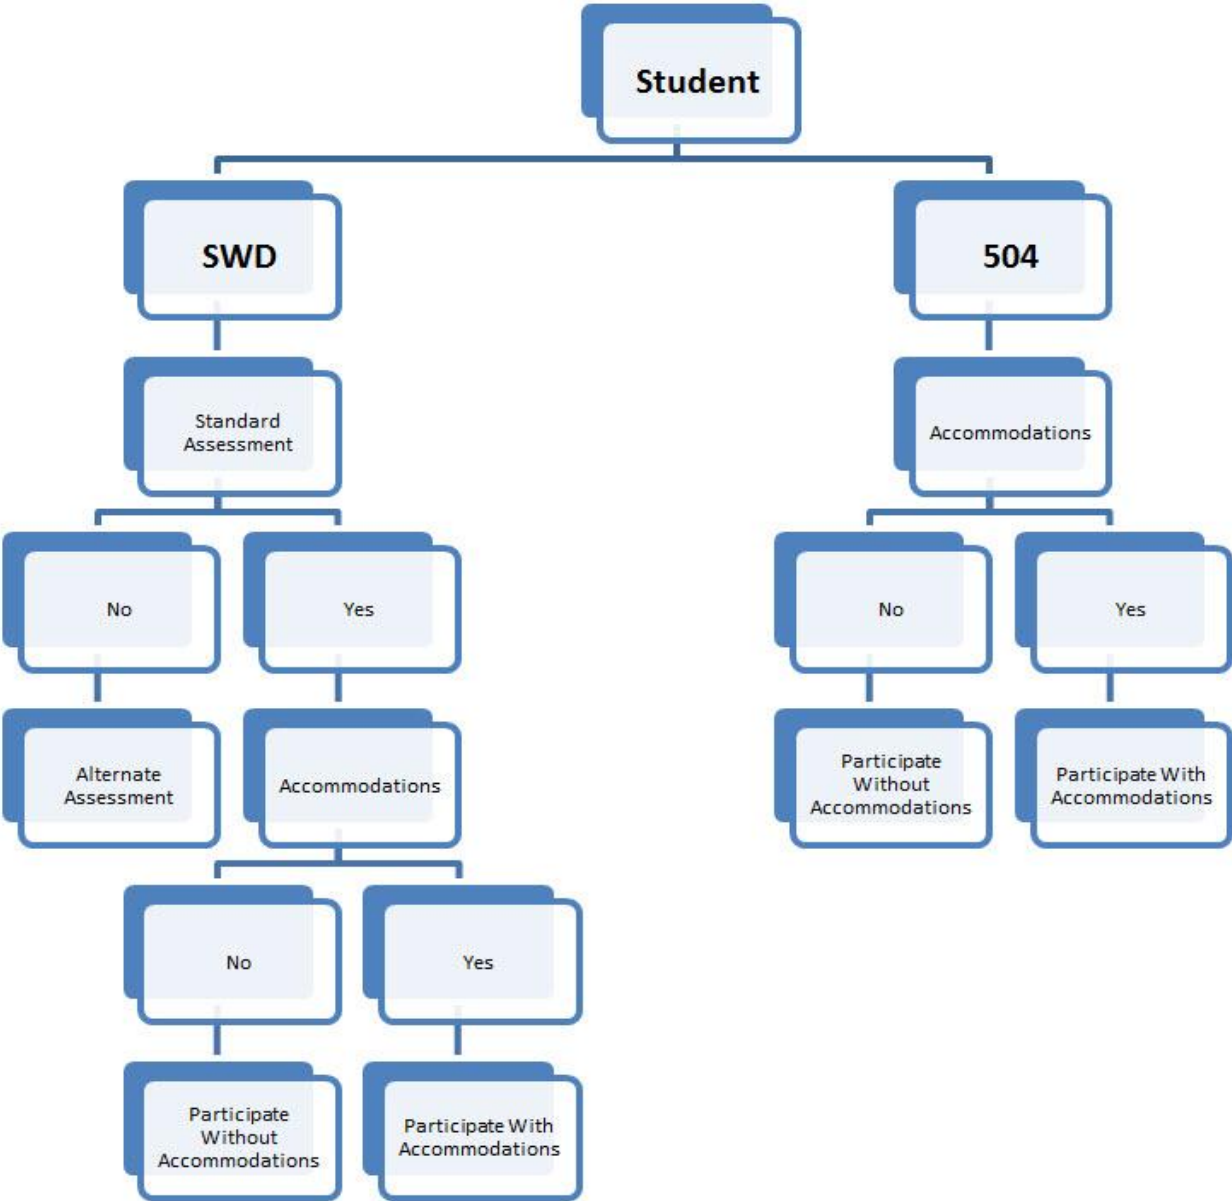 Student
SWD
504
Standard
Assessment
Accommodations
No
Yes
No
Yes
Alternate
Assessment
Accommodations
Participate
Without
Accommodations
Participate With
Accommodations
No
Yes
Participate
Without
Accommodations
Participate With
Accommodations